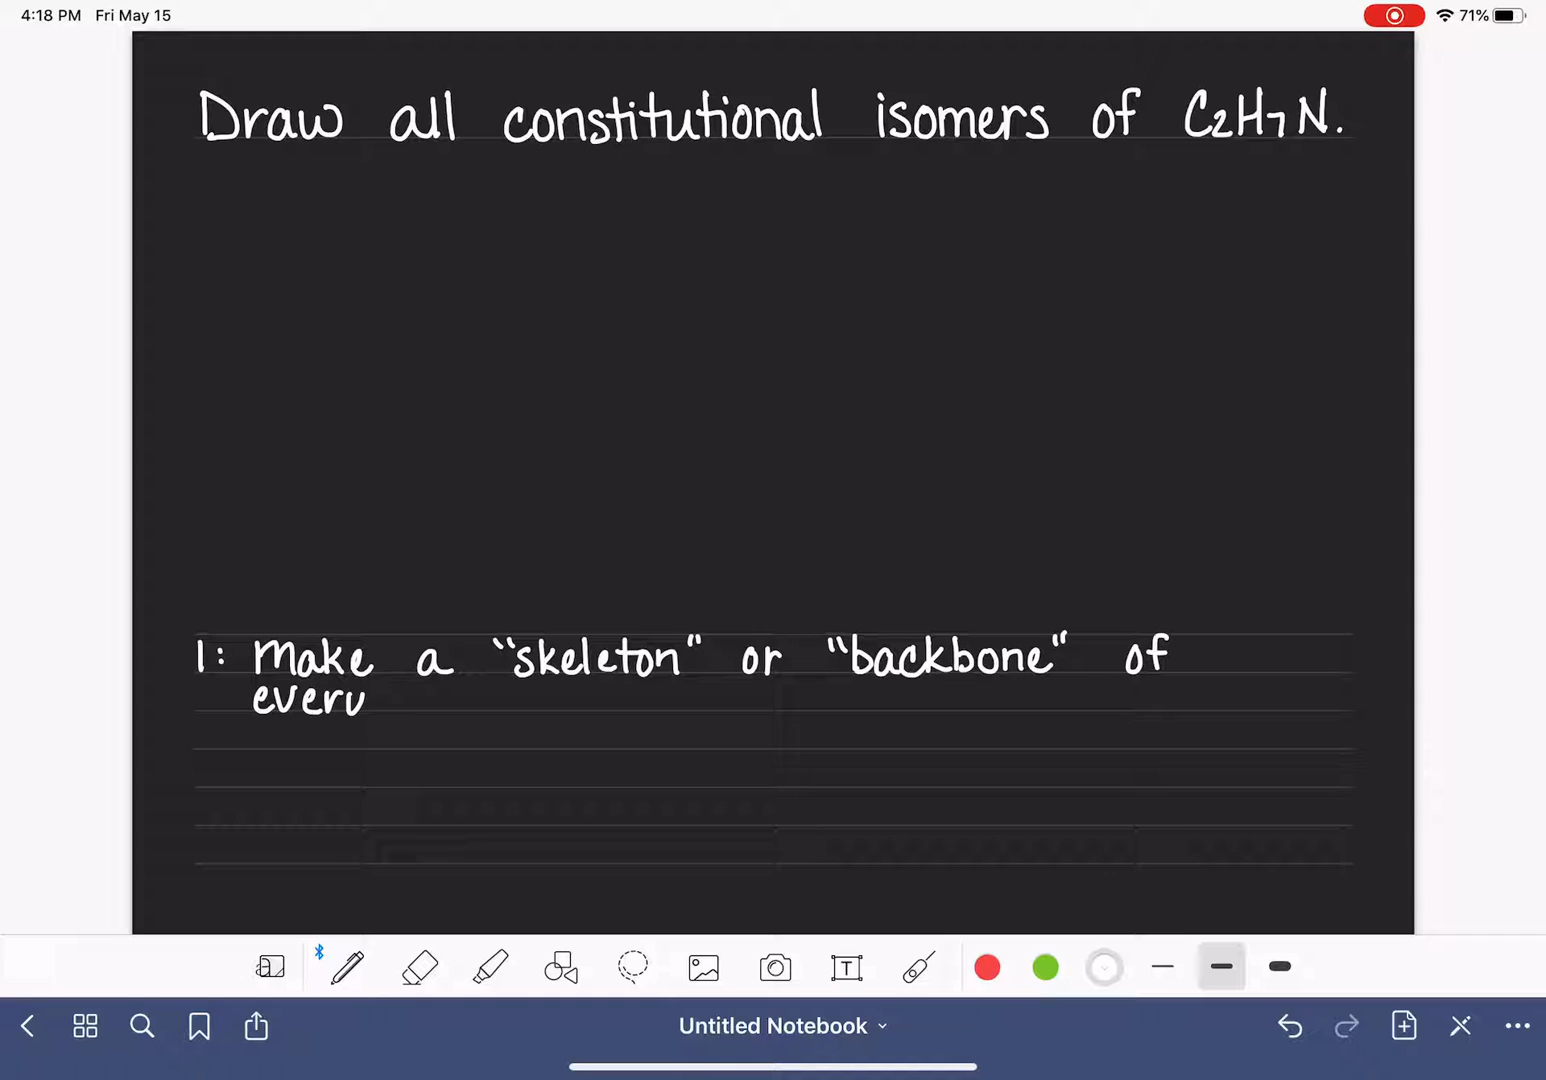 4:18 PM Fri May 15
71%
Draw all constitutional isomers of C2H7N.
1: Make a "skeleton" or "backbone" of
every
T
Untitled Notebook